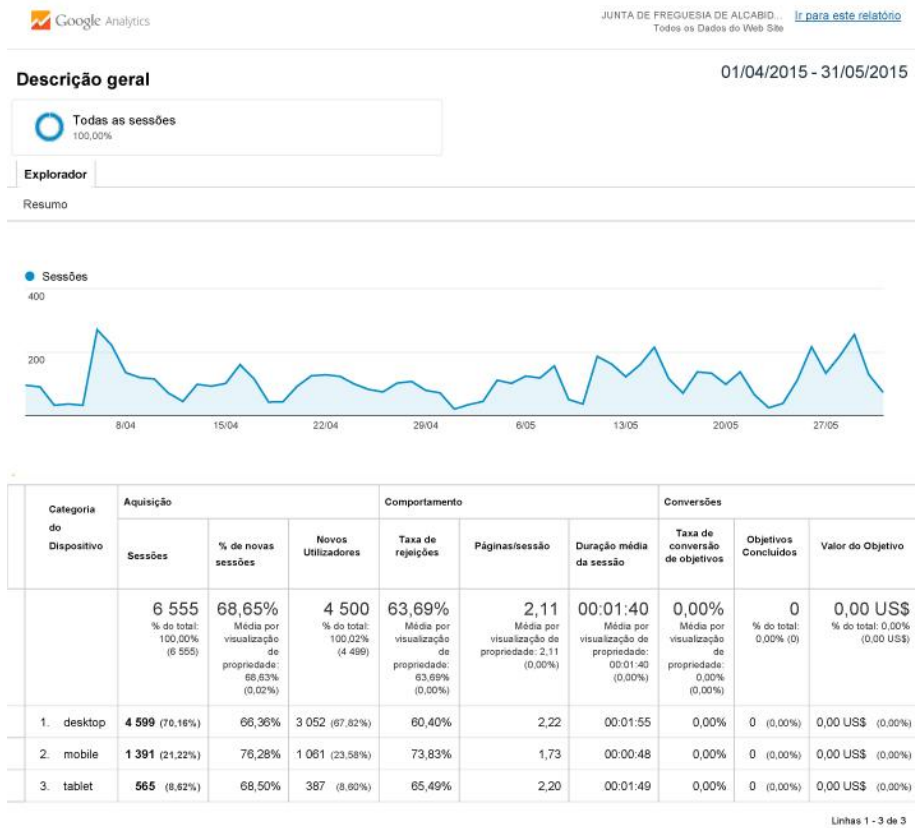 Google Analytics
JUNTA DE FREGUESIA DE ALCABID...
Todos os Dados do Web Site
Ir para este relatório
Descrição geral
01/04/2015 - 31/05/2015
Todas as sessões
100,00%
Explorador
Resumo
Sessões
400
200
8/04 15/04 22/04 29/04 6/05 13/05 20/05 27/05
Categoria do Dispositivo
Aquisição Comportamento Conversões
Sessões
% de novas sessões
Novos Utilizadores
Taxa de rejeições
Páginas/sessão
Duração média da sessão
Taxa de conversão de objetivos
Objetivos Concluídos
Valor do Objetivo
6 555
% do total:
100,00%
(6 555)
68,65%
Média por
visualização
de
propriedade:
68,63%
(0,02%)
4 500
% do total:
100,02%
(4 499)
63,69%
Média por
visualização
de
propriedade:
63,69%
(0,00%)
2,11
Média por
visualização de
propriedade: 2,11
(0,00%)
00:01:40
Média por
visualização de
propriedade:
00:01:40
(0,00%)
0,00%
Média por
visualização
de
propriedade:
0,00%
(0,00%)
0
% do total:
0,00% (0)
0,00 US$
% do total: 0,00%
(0,00 US$)
1. desktop 4 599 (70,16%) 66,36% 3 052 (67,82%) 60,40% 2,22 00:01:55 0,00% 0 (0,00%) 0,00 US$ (0,00%)
2. mobile 1 391 (21,22%) 76,28% 1 061 (23,58%) 73,83% 1,73 00:00:48 0,00% 0 (0,00%) 0,00 US$ (0,00%)
3. tablet 565 (8,62%) 68,50% 387 (8,60%) 65,49% 2,20 00:01:49 0,00% 0 (0,00%) 0,00 US$ (0,00%)
Linhas 1 - 3 de 3